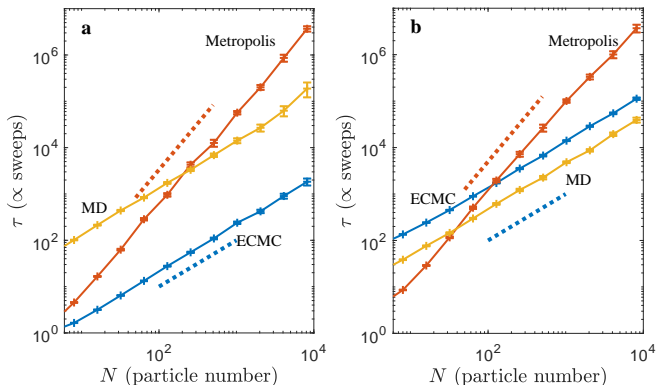 a
Metropolis
MD
ECMC
10^6
10^4
10^2
10^0
τ (∝ sweeps)
10^2
10^4
N (particle number)
b
Metropolis
ECMC
MD
10^6
10^4
10^2
10^0
τ (∝ sweeps)
10^2
10^4
N (particle number)